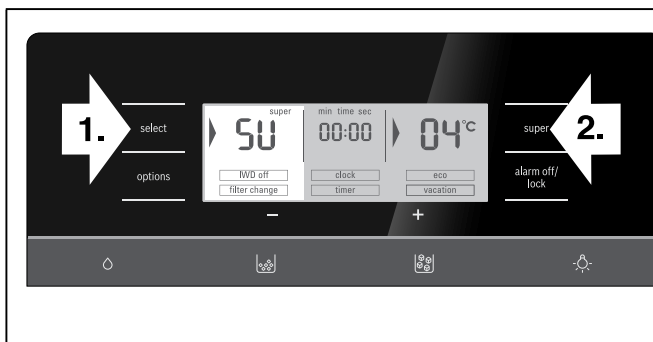 1.
select
options
super
SU
min time sec
00:00
04°C
IWD off
filter change
clock
timer
eco
vacation
super
2.
alarm off/
lock
−
+